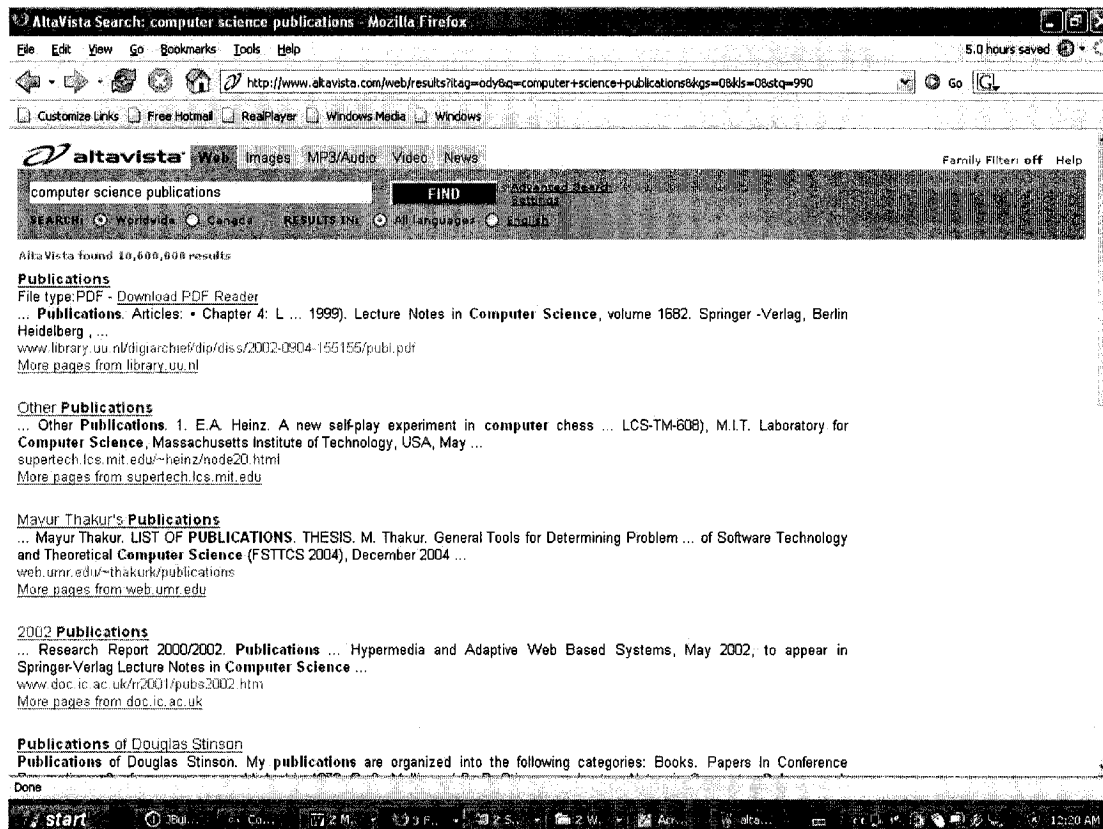 AltaVista Search: computer science publications - Mozilla Firefox
File Edit View Go Bookmarks Tools Help 5.0 hours saved
http://www.altavista.com/web/results?itag=ody&q=computer+science+publications&kgs=0&kls=0&stq=990 Go G
Customize Links Free Hotmail RealPlayer Windows Media Windows
altavista Web Images MP3/Audio Video News Family Filter: off Help
computer science publications FIND Advanced Search
Settings
SEARCH: Worldwide Canada RESULTS IN: All languages English
AltaVista found 10,600,000 results
Publications
File type:PDF - Download PDF Reader
... Publications. Articles: • Chapter 4: L ... 1999). Lecture Notes in Computer Science, volume 1682. Springer -Verlag, Berlin
Heidelberg , ...
www.library.uu.nl/digiarchief/dip/diss/2002-0904-155155/publ.pdf
More pages from library.uu.nl
Other Publications
... Other Publications. 1. E.A. Heinz. A new self-play experiment in computer chess ... LCS-TM-608), M.I.T. Laboratory for
Computer Science, Massachusetts Institute of Technology, USA, May ...
supertech.lcs.mit.edu/~heinz/node20.html
More pages from supertech.lcs.mit.edu
Mayur Thakur's Publications
... Mayur Thakur. LIST OF PUBLICATIONS. THESIS. M. Thakur. General Tools for Determining Problem ... of Software Technology
and Theoretical Computer Science (FSTTCS 2004), December 2004 ...
web.umr.edu/~thakurk/publications
More pages from web.umr.edu
2002 Publications
... Research Report 2000/2002. Publications ... Hypermedia and Adaptive Web Based Systems, May 2002, to appear in
Springer-Verlag Lecture Notes in Computer Science ...
www.doc.ic.ac.uk/rr2001/pubs2002.htm
More pages from doc.ic.ac.uk
Publications of Douglas Stinson
Publications of Douglas Stinson. My publications are organized into the following categories: Books. Papers In Conference
Done
start JBui... Co... 2 M... 3 F... 2 S... 2 W... Acr... alta... 12:20 AM